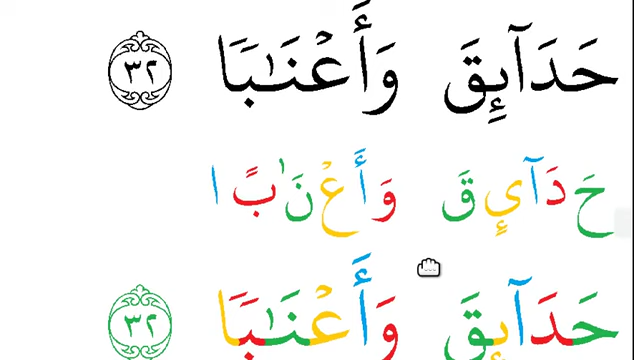 حَدَآئِقَ وَأَعْنَٰبًا ٣٢
حَ دَ آ ئِ قَ وَ أَ عْ نَٰ بً ا
حَدَآئِقَ وَأَعْنَٰبًا ٣٢